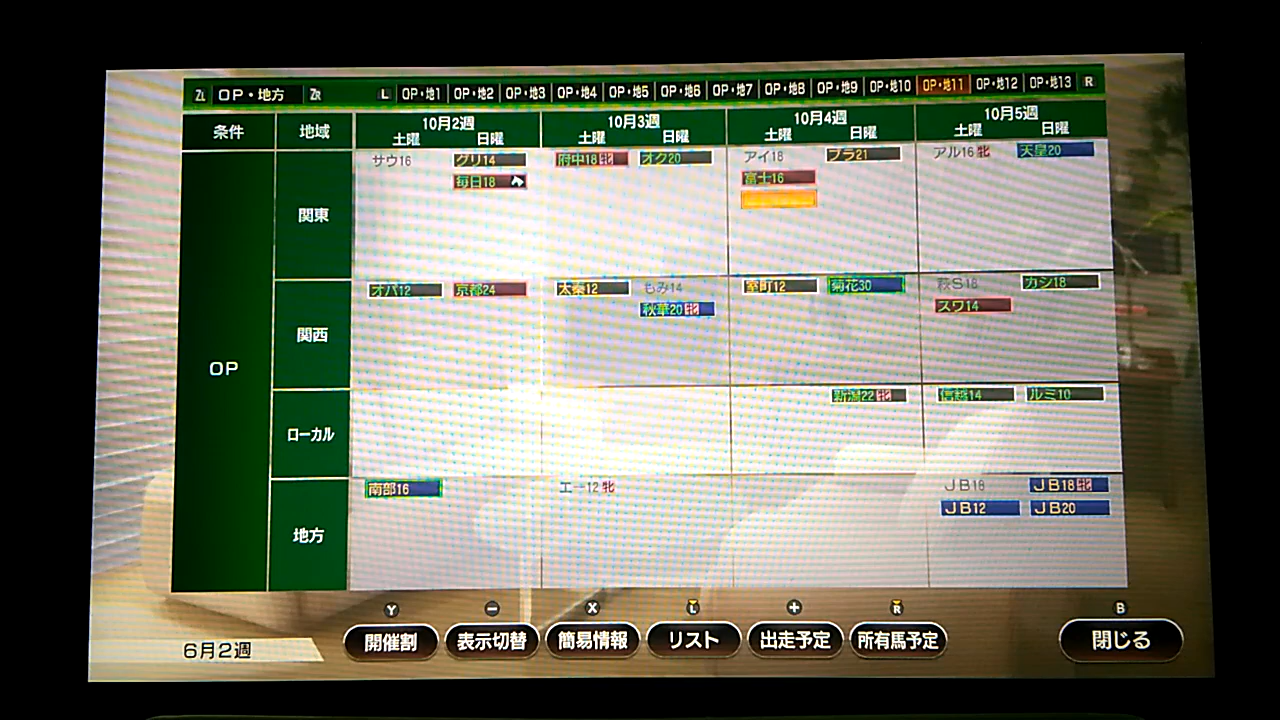 ZL OP・地方 ZR L OP・地1 OP・地2 OP・地3 OP・地4 OP・地5 OP・地6 OP・地7 OP・地8 OP・地9 OP・地10 OP・地11 OP・地12 OP・地13 R
条件 地域 10月2週 10月3週 10月4週 10月5週
土曜 日曜 土曜 日曜 土曜 日曜 土曜 日曜
OP
関東
サウ16 グリ14 府中18牝 オク20 アイ18 ブラ21 アル16牝 天皇20
毎日18 富士16
関西
オパ12 京都24 太秦12 もみ14 室町12 菊花30 萩S18 カシ18
秋華20牝 スワ14
ローカル
新潟22牝 信越14 ルミ10
地方
南部16 エー12牝 JB18 JB18牝
JB12 JB20
Y − X L + R B
6月2週 開催割 表示切替 簡易情報 リスト 出走予定 所有馬予定 閉じる